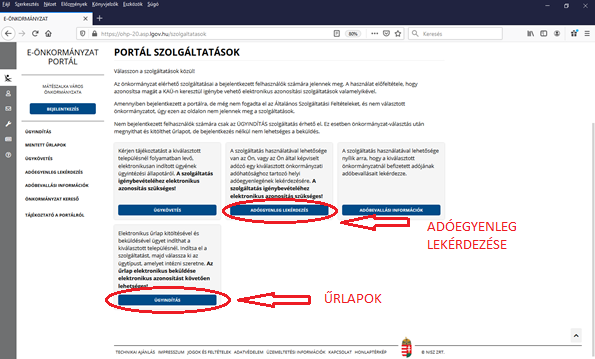 Fájl Szerkesztés Nézet Előzmények Könyvjelzők Eszközök Súgó
E-ÖNKORMÁNYZAT
https://ohp-20.asp.lgov.hu/szolgaltatasok
80%
Keresés
E-ÖNKORMÁNYZAT
PORTÁL
MÁTÉSZALKA VÁROS
ÖNKORMÁNYZATA
BEJELENTKEZÉS
ÜGYINDÍTÁS
MENTETT ŰRLAPOK
ÜGYKÖVETÉS
ADÓEGYENLEG LEKÉRDEZÉS
ADÓBEVALLÁSI INFORMÁCIÓK
ÖNKORMÁNYZAT KERESŐ
TÁJÉKOZTATÓ A PORTÁLRÓL
PORTÁL SZOLGÁLTATÁSOK
Válasszon a szolgáltatások közül!
Az önkormányzat elérhető szolgáltatásai a bejelentkezett felhasználók számára jelennek meg. A használat előfeltétele, hogy
azonosítsa magát a KAÜ-n keresztül igénybe vehető elektronikus azonosítási szolgáltatások valamelyikével.
Amennyiben bejelentkezett a portálra, de még nem fogadta el az Általános Szolgáltatási Feltételeket, és nem választott
önkormányzatot, úgy ezen az oldalon nem jelennek meg a szolgáltatások.
Nem bejelentkezett felhasználók számára csak az ÜGYINDÍTÁS szolgáltatás érhető el. Ez esetben önkormányzat-választás után
megnyithat és kitölthet űrlapot, de bejelentkezés nélkül nem lehetséges a beküldés.
Kérjen tájékoztatást a kiválasztott
településnél folyamatban levő,
elektronikusan indított ügyének
ügyintézési állapotáról. A szolgáltatás
igénybevételéhez elektronikus
azonosítás szükséges!
ÜGYKÖVETÉS
A szolgáltatás használatával lehetősége
van az Ön, vagy az Ön által képviselt
adózó egy kiválasztott önkormányzati
adóhatósághoz tartozó helyi
adóegyenlegének lekérdezésére. A
szolgáltatás igénybevételéhez
elektronikus azonosítás szükséges!
ADÓEGYENLEG LEKÉRDEZÉS
A szolgáltatás használatával lehetősége
nyílik arra, hogy a kiválasztott
önkormányzatnál befizetett adójának
adóbevallásait lekérdezze.
ADÓBEVALLÁSI INFORMÁCIÓK
ADÓEGYENLEG
LEKÉRDEZÉSE
Elektronikus űrlap kitöltésével és
beküldésével ügyet indíthat a
kiválasztott településnél. Indítsa el a
szolgáltatást, majd válassza ki az
ügytípust, amelyet intézni szeretne. Az
űrlap elektronikus beküldése
elektronikus azonosítást követően
lehetséges!
ÜGYINDÍTÁS
ŰRLAPOK
TECHNIKAI AJÁNLÁS IMPRESSZUM JOGOK ÉS FELTÉTELEK ADATVÉDELEM ÜZEMELTETÉSI INFORMÁCIÓK KAPCSOLAT HONLAPTÉRKÉP
© NISZ ZRT.